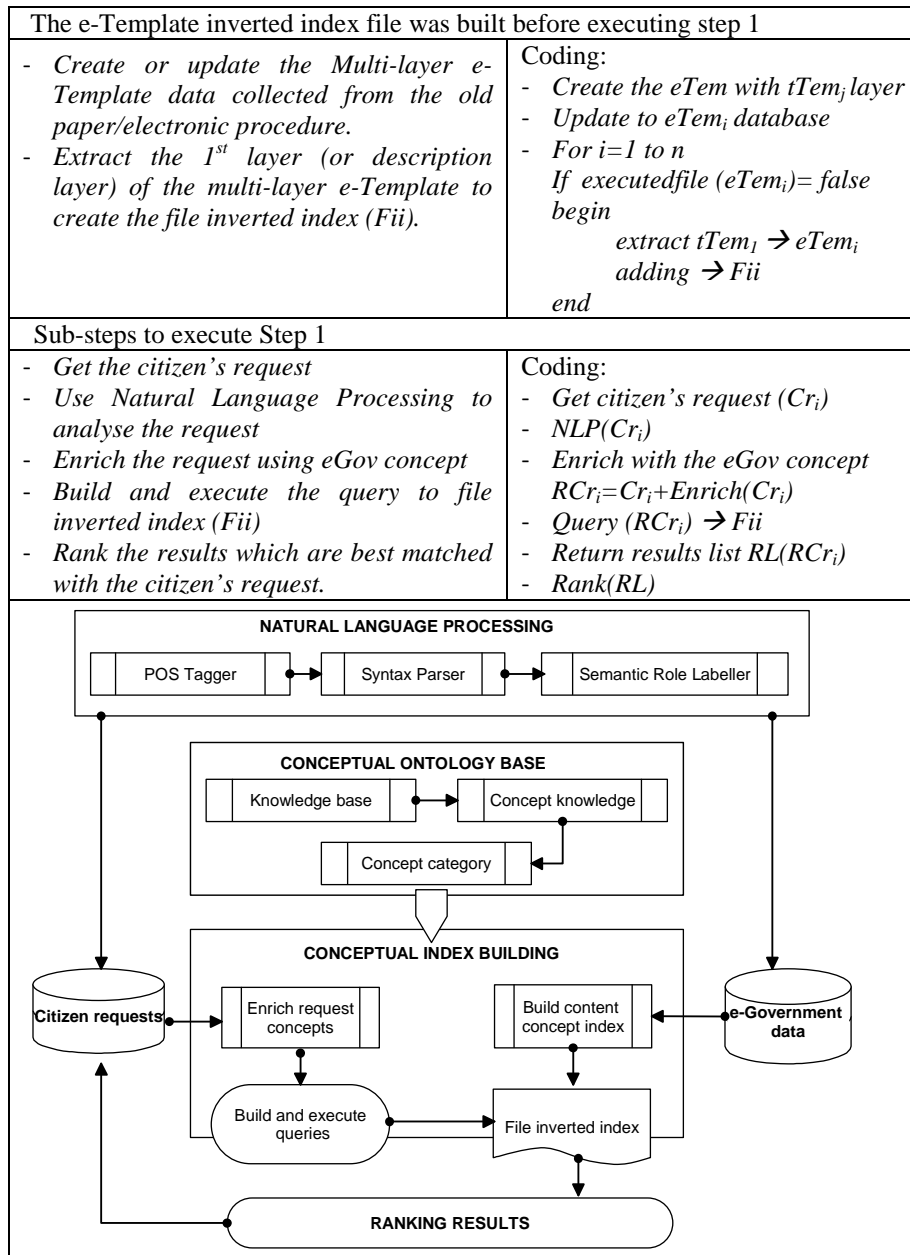 The e-Template inverted index file was built before executing step 1
- Create or update the Multi-layer e-
Template data collected from the old
paper/electronic procedure.
- Extract the 1st layer (or description
layer) of the multi-layer e-Template to
create the file inverted index (Fii).
Coding:
- Create the eTem with tTemj layer
- Update to eTemi database
- For i=1 to n
If executedfile (eTemi)= false
begin
extract tTem1 → eTemi
adding → Fii
end
Sub-steps to execute Step 1
- Get the citizen’s request
- Use Natural Language Processing to
analyse the request
- Enrich the request using eGov concept
- Build and execute the query to file
inverted index (Fii)
- Rank the results which are best matched
with the citizen’s request.
Coding:
- Get citizen’s request (Cri)
- NLP(Cri)
- Enrich with the eGov concept
RCri=Cri+Enrich(Cri)
- Query (RCri) → Fii
- Return results list RL(RCri)
- Rank(RL)
NATURAL LANGUAGE PROCESSING
POS Tagger
Syntax Parser
Semantic Role Labeller
CONCEPTUAL ONTOLOGY BASE
Knowledge base
Concept knowledge
Concept category
CONCEPTUAL INDEX BUILDING
Citizen requests
Enrich request
concepts
Build content
concept index
e-Government
data
Build and execute
queries
File inverted index
RANKING RESULTS